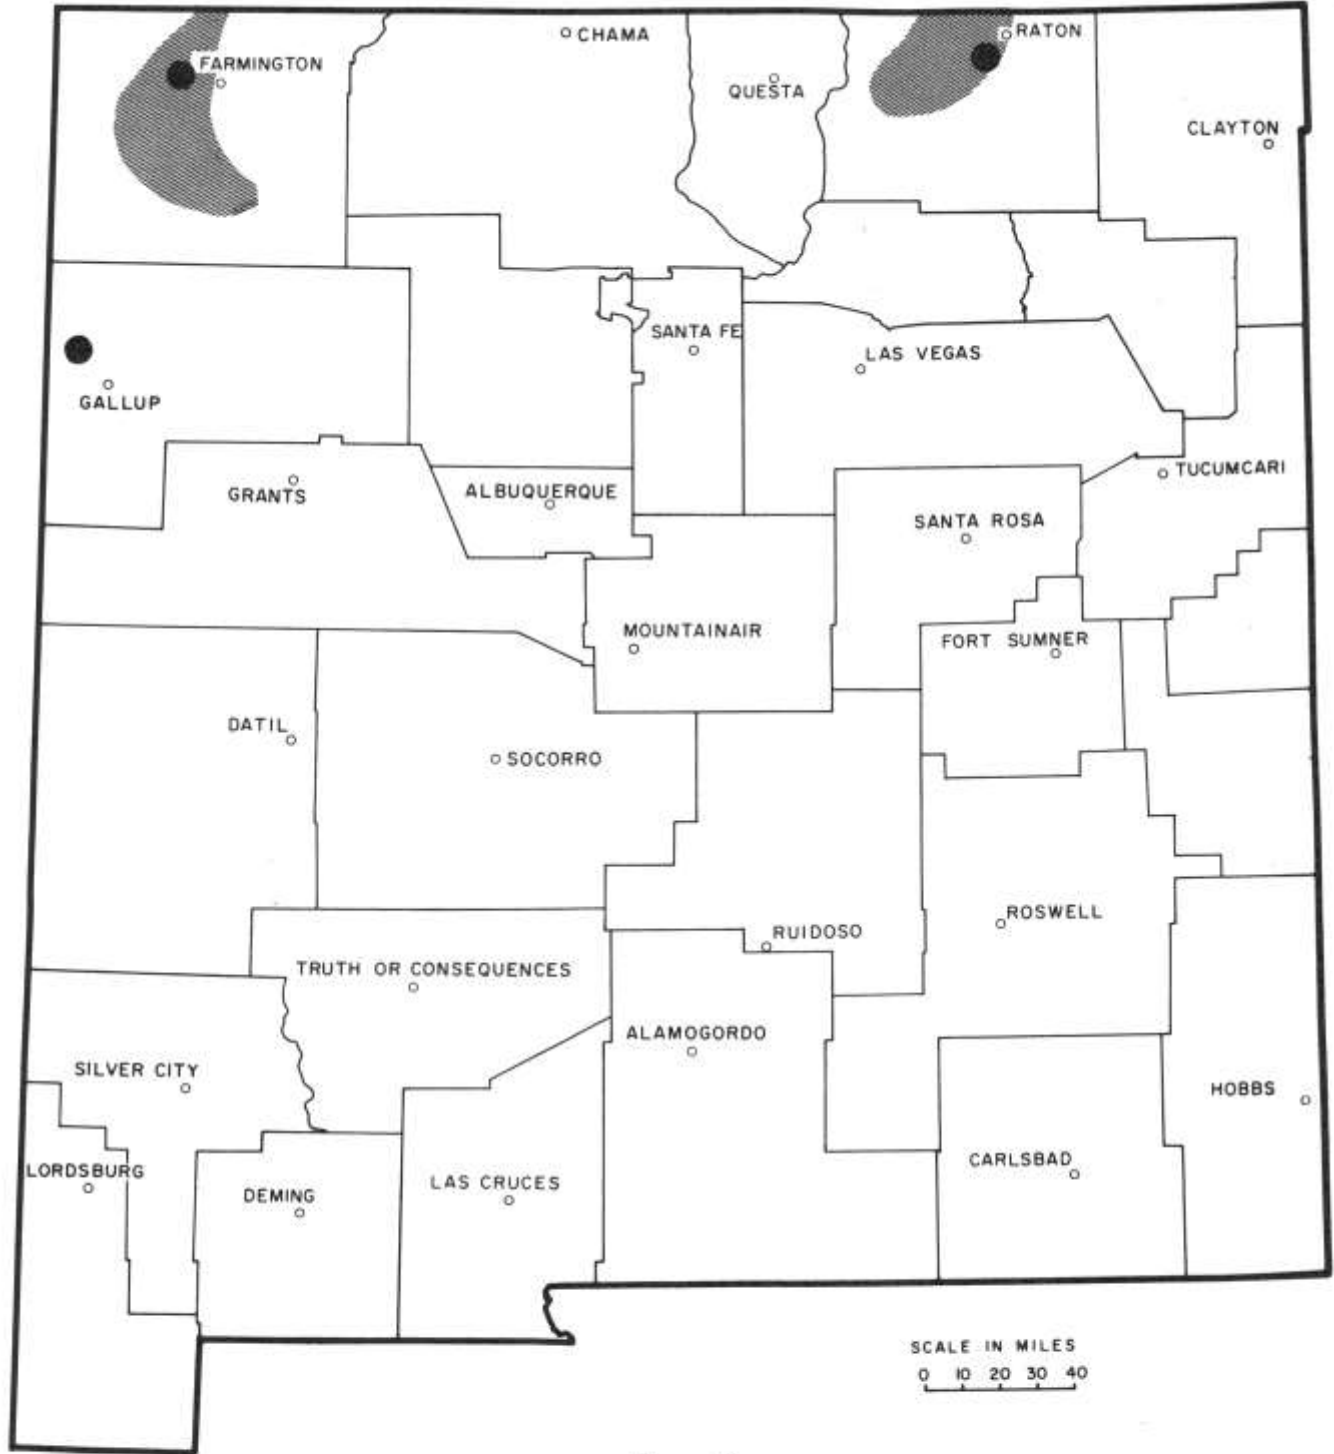 CHAMA
RATON
FARMINGTON
QUESTA
CLAYTON
SANTA FE
LAS VEGAS
GALLUP
TUCUMCARI
GRANTS
ALBUQUERQUE
SANTA ROSA
MOUNTAINAIR
FORT SUMNER
DATIL
SOCORRO
ROSWELL
RUIDOSO
TRUTH OR CONSEQUENCES
ALAMOGORDO
SILVER CITY
HOBBS
LORDSBURG
CARLSBAD
LAS CRUCES
DEMING
SCALE IN MILES
0 10 20 30 40